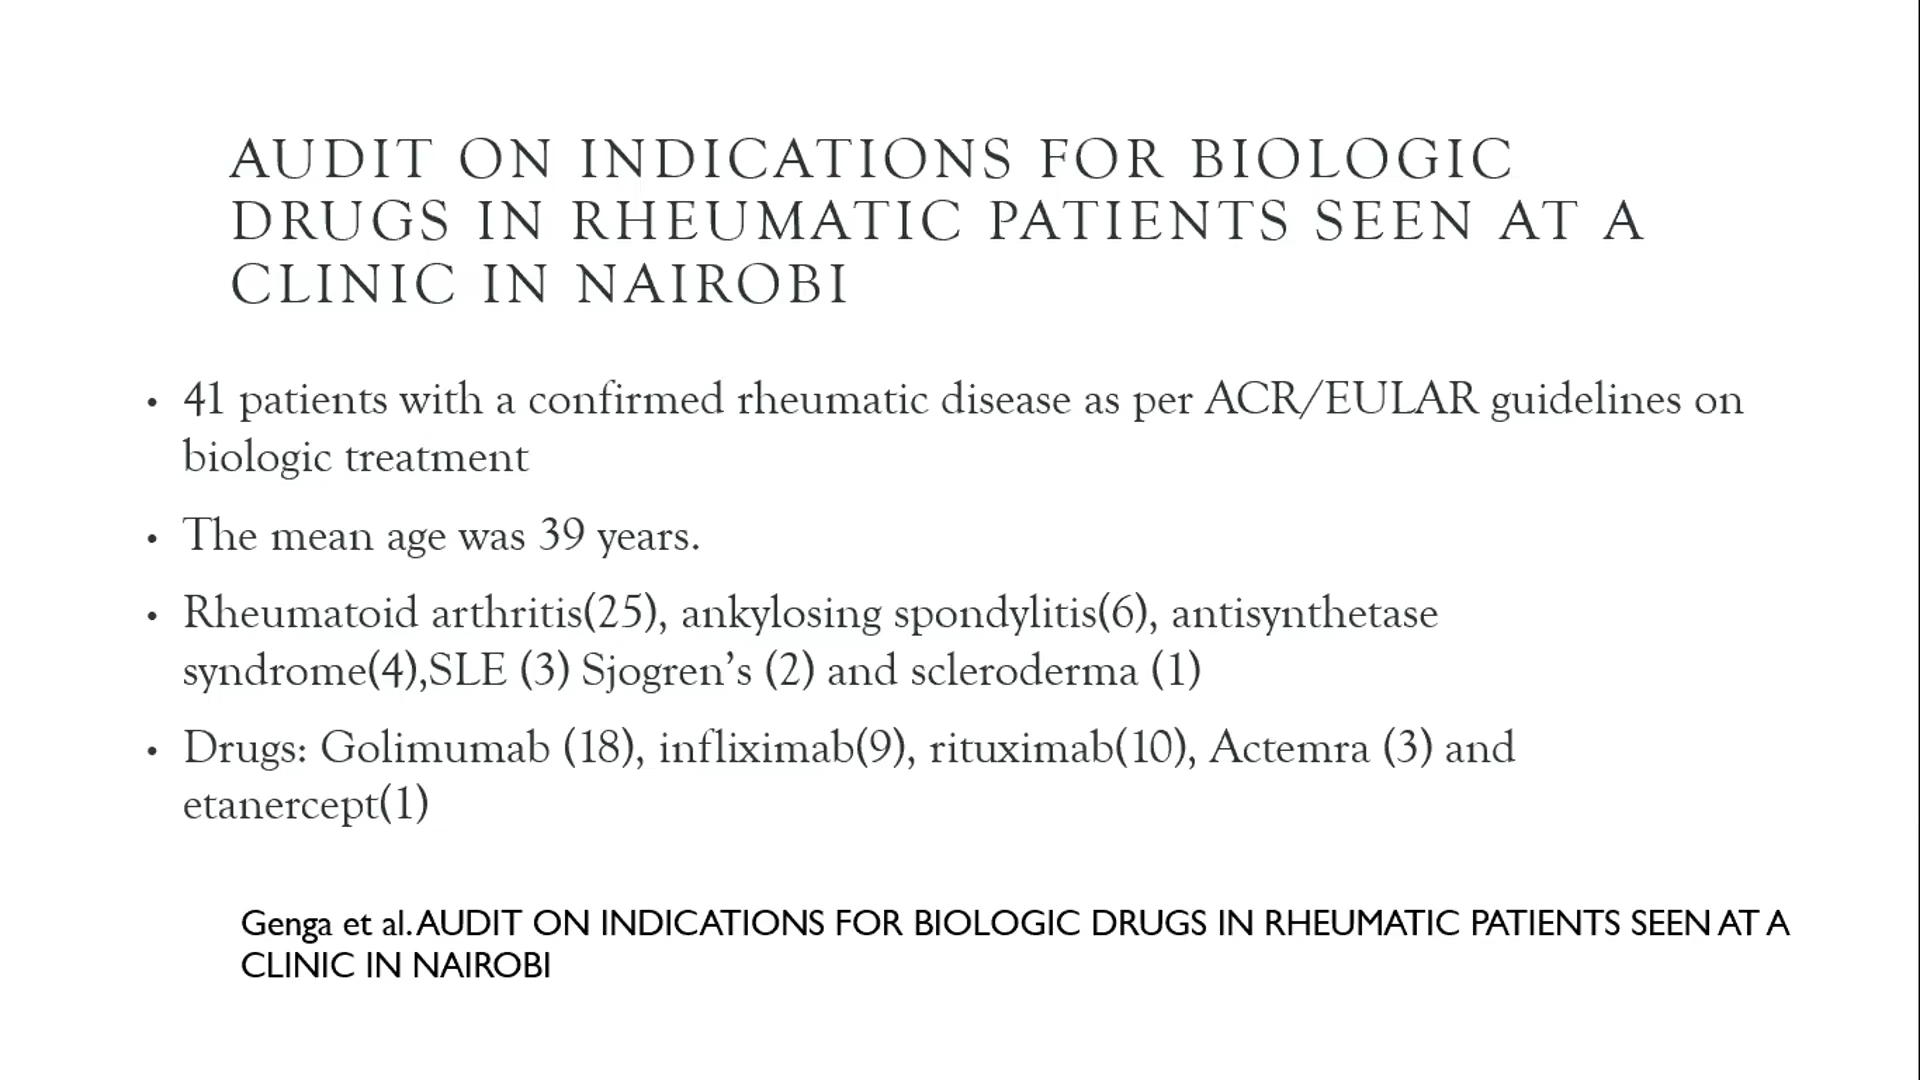 AUDIT ON INDICATIONS FOR BIOLOGIC
DRUGS IN RHEUMATIC PATIENTS SEEN AT A
CLINIC IN NAIROBI
• 41 patients with a confirmed rheumatic disease as per ACR/EULAR guidelines on
biologic treatment
• The mean age was 39 years.
• Rheumatoid arthritis(25), ankylosing spondylitis(6), antisynthetase
syndrome(4),SLE (3) Sjogren’s (2) and scleroderma (1)
• Drugs: Golimumab (18), infliximab(9), rituximab(10), Actemra (3) and
etanercept(1)
Genga et al. AUDIT ON INDICATIONS FOR BIOLOGIC DRUGS IN RHEUMATIC PATIENTS SEEN AT A
CLINIC IN NAIROBI